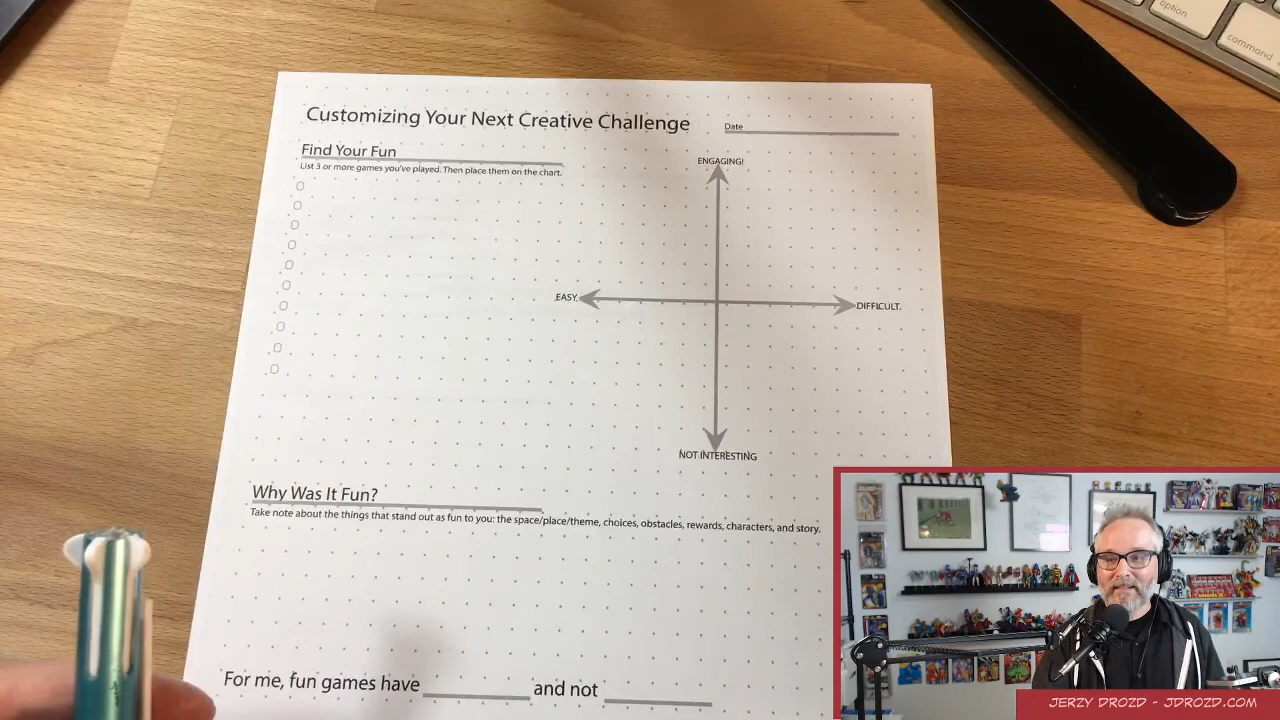 option
command
Customizing Your Next Creative Challenge
Date
Find Your Fun
List 3 or more games you've played. Then place them on the chart.
ENGAGING!
EASY.
DIFFICULT.
NOT INTERESTING
Why Was It Fun?
Take note about the things that stand out as fun to you: the space/place/theme, choices, obstacles, rewards, characters, and story.
For me, fun games have
and not
JERZY DROZD - JDROZD.COM